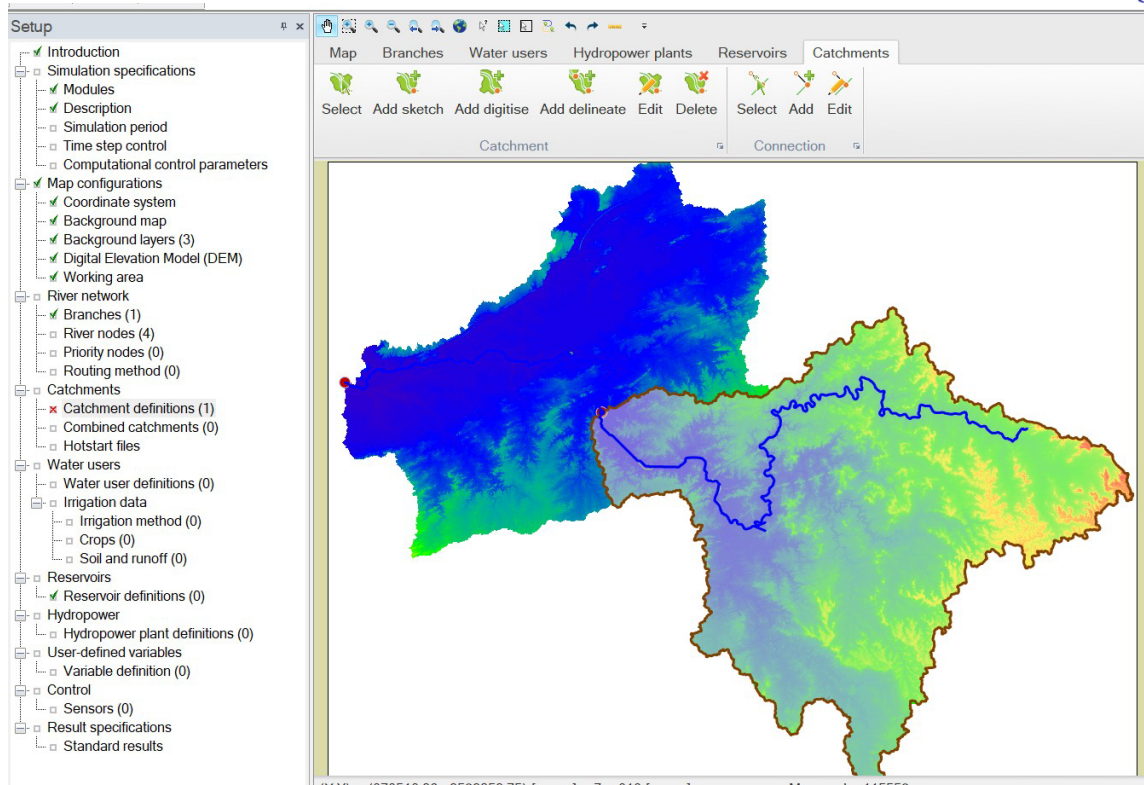 Setup
Introduction
Simulation specifications
Modules
Description
Simulation period
Time step control
Computational control parameters
Map configurations
Coordinate system
Background map
Background layers (3)
Digital Elevation Model (DEM)
Working area
River network
Branches (1)
River nodes (4)
Priority nodes (0)
Routing method (0)
Catchments
Catchment definitions (1)
Combined catchments (0)
Hotstart files
Water users
Water user definitions (0)
Irrigation data
Irrigation method (0)
Crops (0)
Soil and runoff (0)
Reservoirs
Reservoir definitions (0)
Hydropower
Hydropower plant definitions (0)
User-defined variables
Variable definition (0)
Control
Sensors (0)
Result specifications
Standard results
Map Branches Water users Hydropower plants Reservoirs Catchments
Select Add sketch Add digitise Add delineate Edit Delete Select Add Edit
Catchment Connection